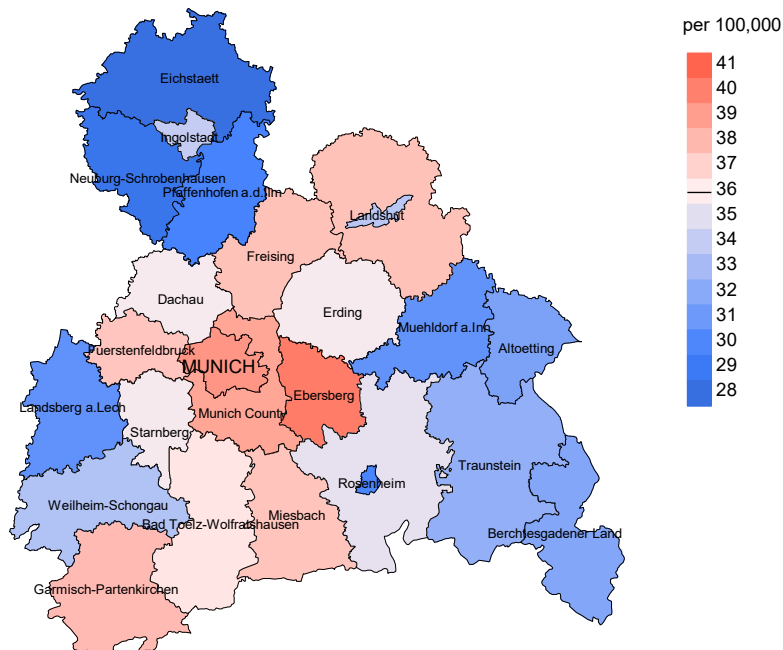 per 100,000
41
40
39
38
37
36
35
34
33
32
31
30
29
28
Eichstaett
Ingolstadt
Neuburg-Schrobenhausen
Pfaffenhofen a.d.Ilm
Landshut
Freising
Dachau
Erding
Muehldorf a.Inn
Altoetting
Fuerstenfeldbruck
MUNICH
Ebersberg
Landsberg a.Lech
Munich County
Starnberg
Traunstein
Rosenheim
Weilheim-Schongau
Miesbach
Bad Toelz-Wolfratshausen
Berchtesgadener Land
Garmisch-Partenkirchen